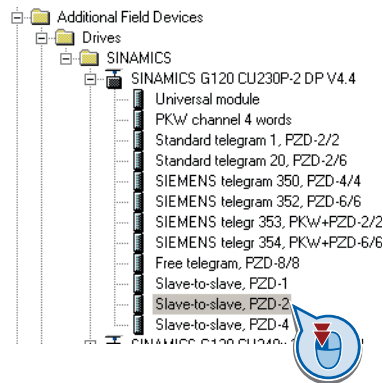 Additional Field Devices
Drives
SINAMICS
SINAMICS G120 CU230P-2 DP V4.4
Universal module
PKW channel 4 words
Standard telegram 1, PZD-2/2
Standard telegram 20, PZD-2/6
SIEMENS telegram 350, PZD-4/4
SIEMENS telegram 352, PZD-6/6
SIEMENS telegr 353, PKW+PZD-2/2
SIEMENS telegr 354, PKW+PZD-6/6
Free telegram, PZD-8/8
Slave-to-slave, PZD-1
Slave-to-slave, PZD-2
Slave-to-slave, PZD-4
SINAMICS G120